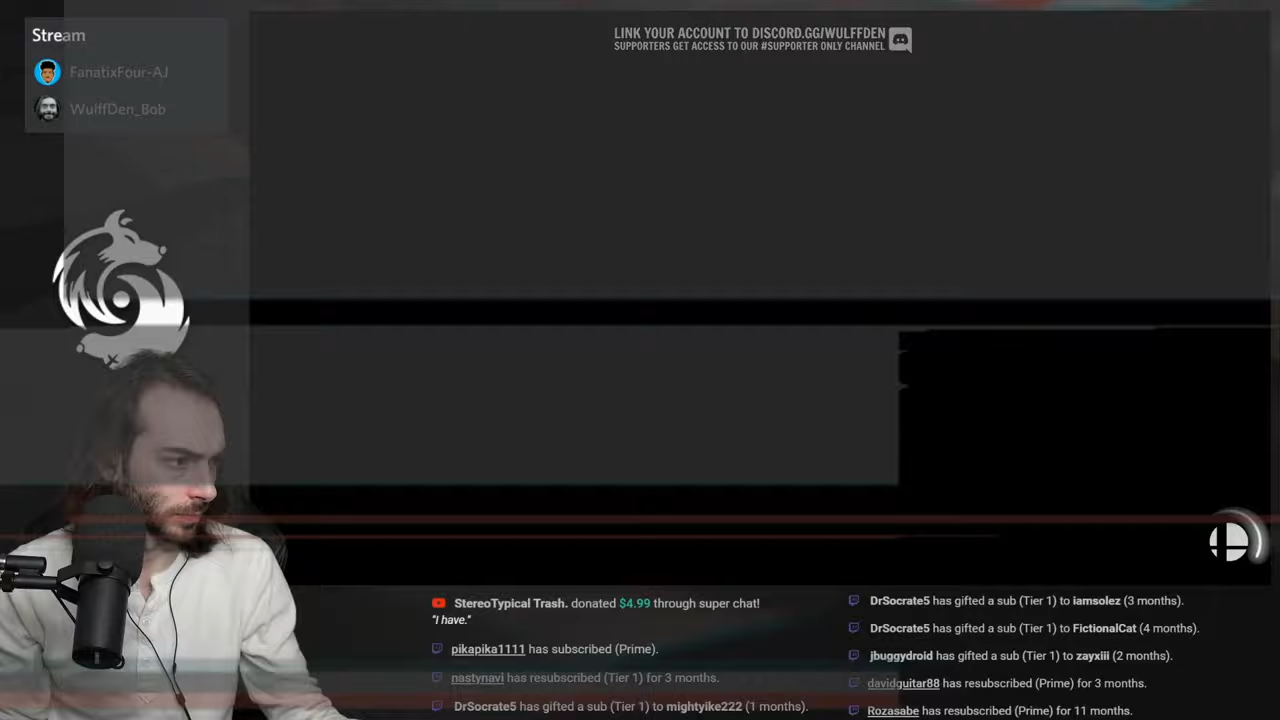 Stream
FanatixFour-AJ
WulffDen_Bob
LINK YOUR ACCOUNT TO DISCORD.GG/WULFFDEN
SUPPORTERS GET ACCESS TO OUR #SUPPORTER ONLY CHANNEL
StereoTypical Trash. donated $4.99 through super chat!
"I have."
pikapika1111 has subscribed (Prime).
nastynavi has resubscribed (Tier 1) for 3 months.
DrSocrate5 has gifted a sub (Tier 1) to mightyike222 (1 months).
DrSocrate5 has gifted a sub (Tier 1) to iamsolez (3 months).
DrSocrate5 has gifted a sub (Tier 1) to FictionalCat (4 months).
jbuggydroid has gifted a sub (Tier 1) to zayxiii (2 months).
davidguitar88 has resubscribed (Prime) for 3 months.
Rozasabe has resubscribed (Prime) for 11 months.